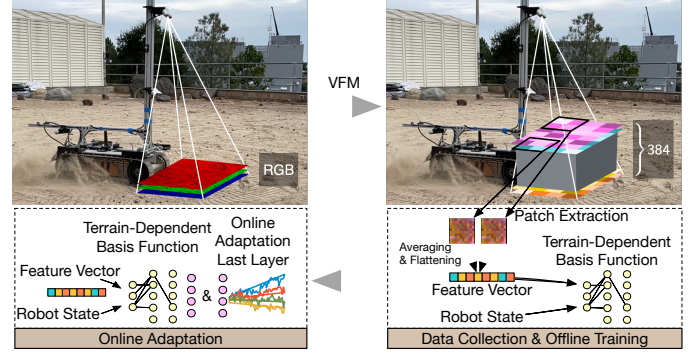 RGB
VFM
384
Terrain-Dependent
Basis Function
Online
Adaptation
Last Layer
Feature Vector
&
Robot State
Online Adaptation
Patch Extraction
Averaging
& Flattening
Terrain-Dependent
Basis Function
Feature Vector
Robot State
Data Collection & Offline Training